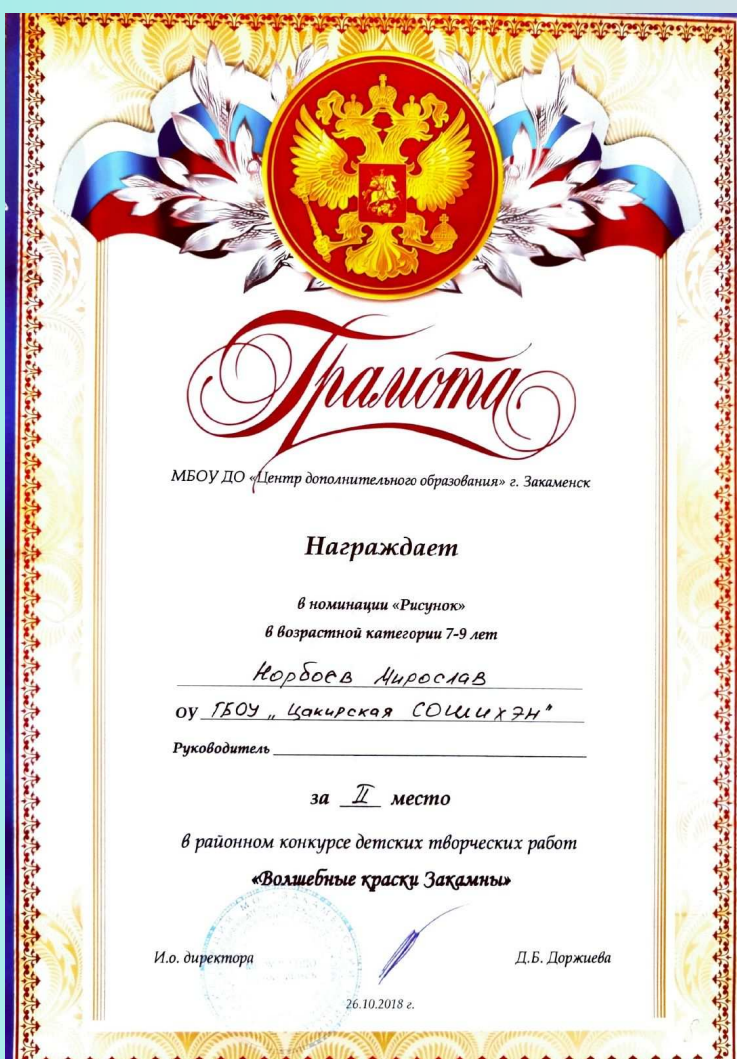 Грамота
МБОУ ДО «Центр дополнительного образования» г. Закаменск
Награждает
в номинации «Рисунок»
в возрастной категории 7-9 лет
Норбоев Мирослав
ОУ ГБОУ „Цакирская СОШИХЭН"
Руководитель
за II место
в районном конкурсе детских творческих работ
«Волшебные краски Закамны»
И.о. директора Д.Б. Доржиева
26.10.2018 г.